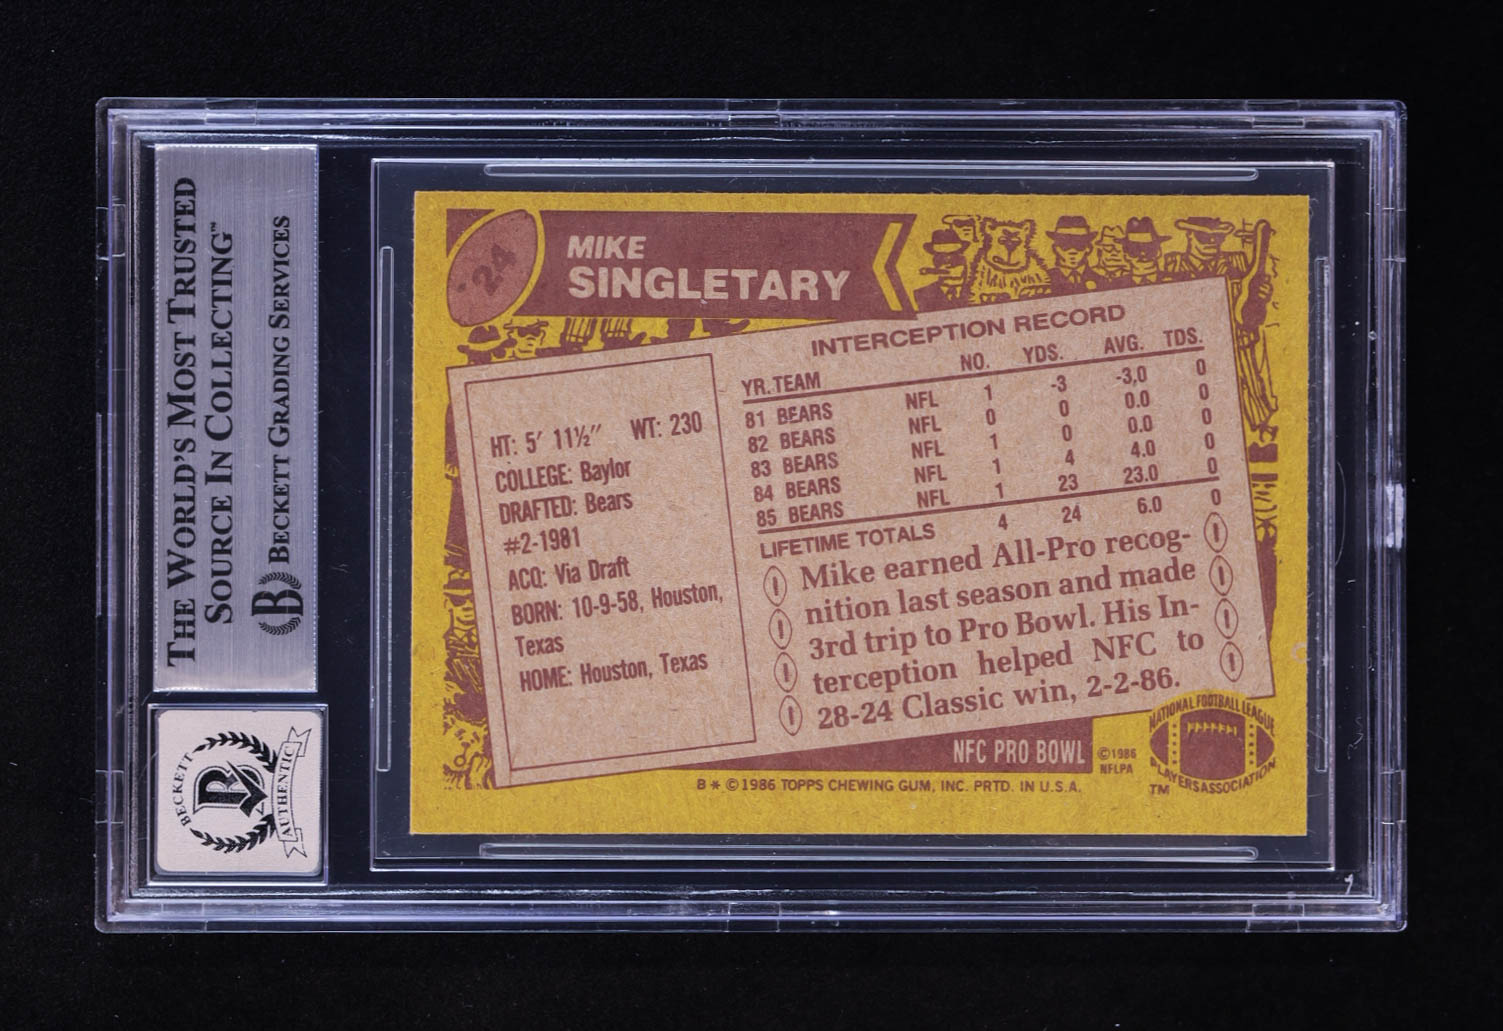 THE WORLD'S MOST TRUSTED
SOURCE IN COLLECTING™
B BECKETT GRADING SERVICES
BECKETT
B
AUTHENTIC
24
MIKE
SINGLETARY
HT: 5′ 11½″ WT: 230
COLLEGE: Baylor
DRAFTED: Bears
#2-1981
ACQ: Via Draft
BORN: 10-9-58, Houston,
Texas
HOME: Houston, Texas
INTERCEPTION RECORD
YR. TEAM NO. YDS. AVG. TDS.
81 BEARS NFL 1 -3 -3.0 0
82 BEARS NFL 0 0 0.0 0
83 BEARS NFL 1 0 0.0 0
84 BEARS NFL 1 4 4.0 0
85 BEARS NFL 1 23 23.0 0
LIFETIME TOTALS 4 24 6.0 0
Mike earned All-Pro recog-
nition last season and made
3rd trip to Pro Bowl. His In-
terception helped NFC to
28-24 Classic win, 2-2-86.
NFC PRO BOWL
©1986
NFLPA
NATIONAL FOOTBALL LEAGUE
PLAYERS ASSOCIATION
TM
B * © 1986 TOPPS CHEWING GUM, INC. PRTD. IN U.S.A.